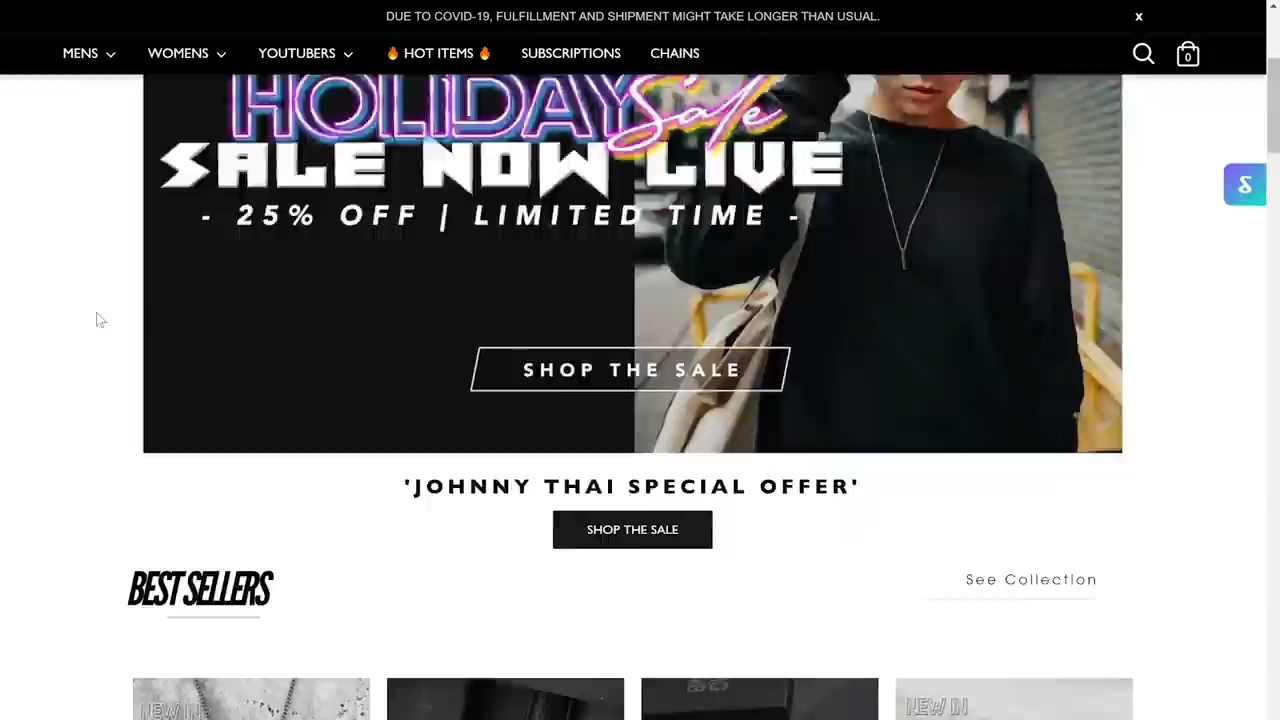 DUE TO COVID-19, FULFILLMENT AND SHIPMENT MIGHT TAKE LONGER THAN USUAL.
x
MENS
WOMENS
YOUTUBERS
🔥 HOT ITEMS 🔥
SUBSCRIPTIONS
CHAINS
0
HOLIDAY Sale
SALE NOW LIVE
- 25% OFF | LIMITED TIME -
SHOP THE SALE
'JOHNNY THAI SPECIAL OFFER'
SHOP THE SALE
BEST SELLERS
See Collection
NEW IN
NEW IN